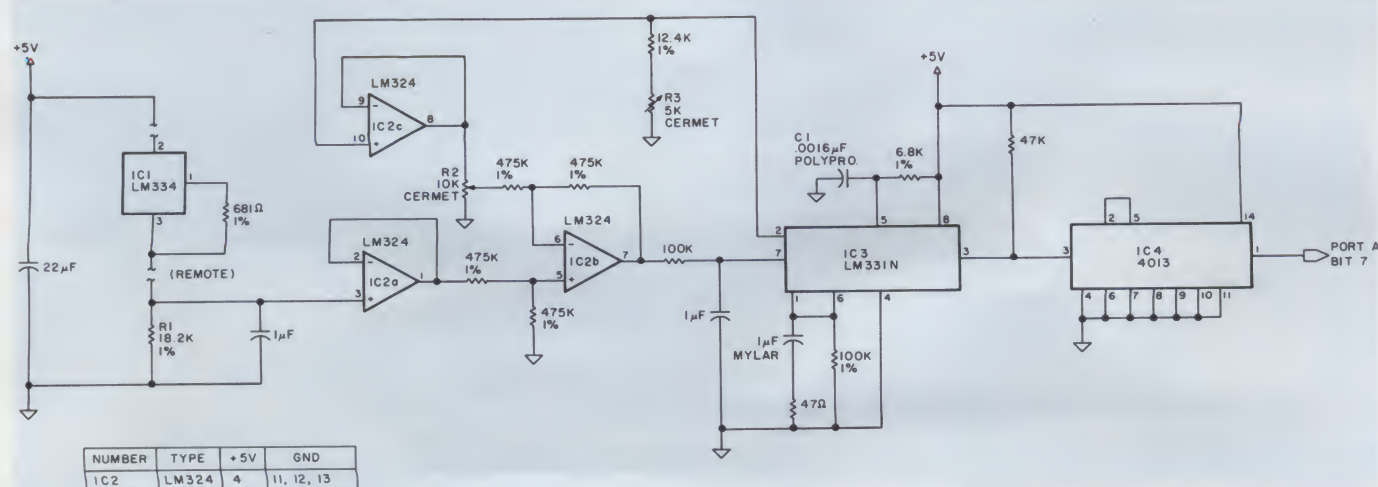 +5V
22µF
2
IC1
LM334
1
3
681Ω
1%
(REMOTE)
R1
18.2K
1%
1µF
LM324
9
−
IC2c
8
10
+
R2
10K
CERMET
LM324
2
−
IC2a
1
3
+
475K
1%
475K
1%
475K
1%
475K
1%
LM324
6
−
IC2b
7
5
+
100K
1µF
12.4K
1%
R3
5K
CERMET
C1
.0016µF
POLYPRO.
6.8K
1%
+5V
47K
2
5
8
7
IC3
LM331N
3
1
6
4
1µF
MYLAR
100K
1%
47Ω
2
5
14
3
IC4
4013
1
4
6
7
8
9
10
11
PORT A
BIT 7
NUMBER TYPE +5V GND
IC2 LM324 4 11, 12, 13